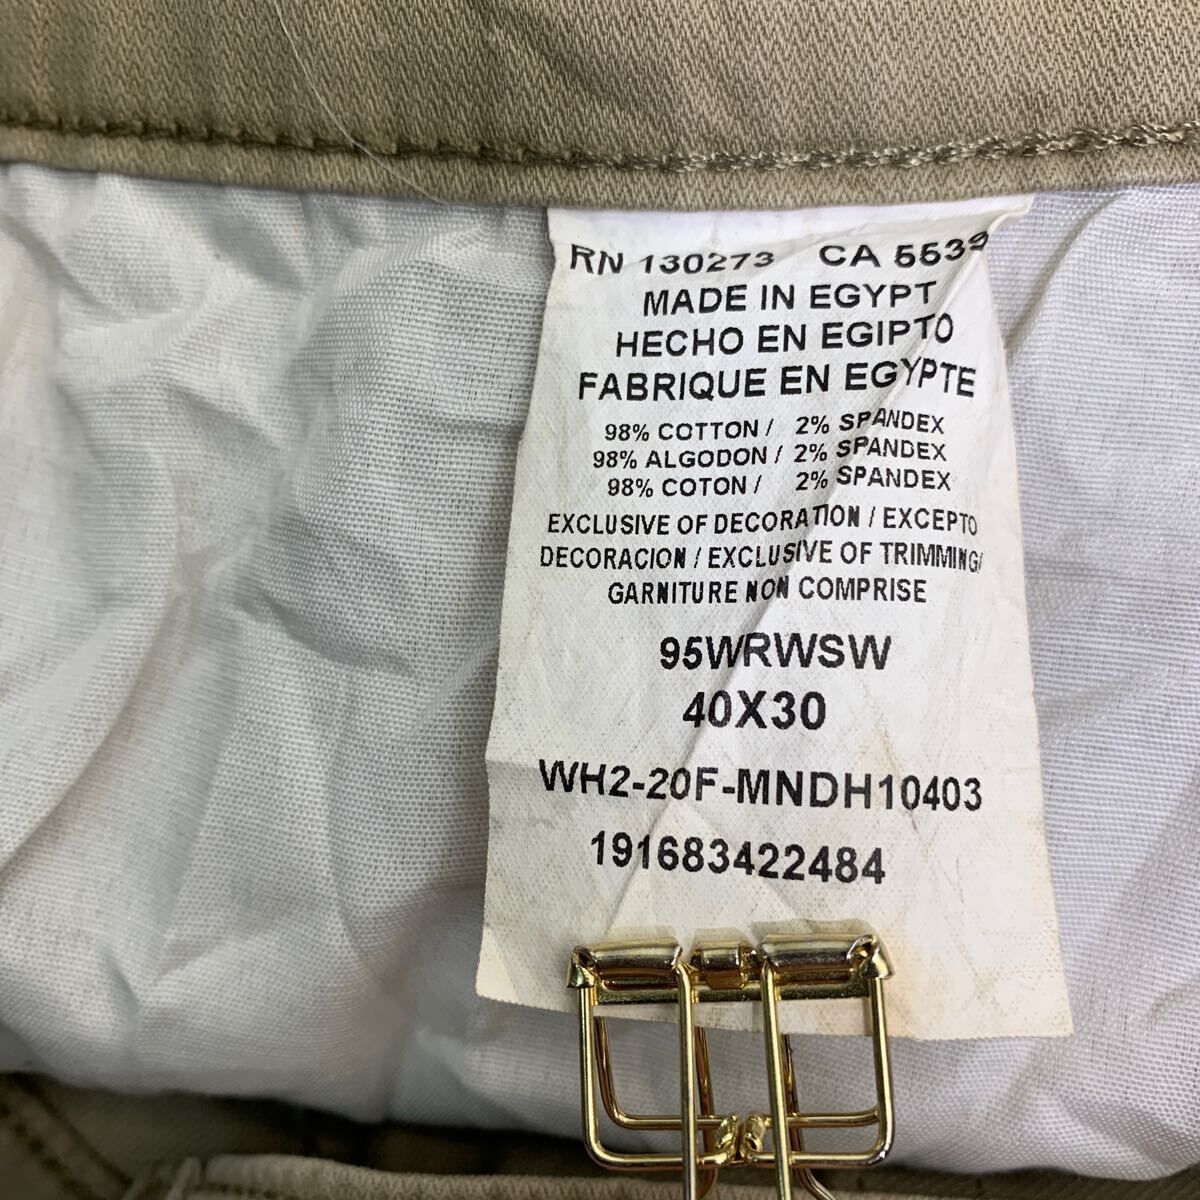 RN 130273 CA 5539
MADE IN EGYPT
HECHO EN EGIPTO
FABRIQUE EN EGYPTE
98% COTTON / 2% SPANDEX
98% ALGODON / 2% SPANDEX
98% COTON / 2% SPANDEX
EXCLUSIVE OF DECORATION / EXCEPTO
DECORACION / EXCLUSIVE OF TRIMMING/
GARNITURE NON COMPRISE
95WRWSW
40X30
WH2-20F-MNDH10403
191683422484